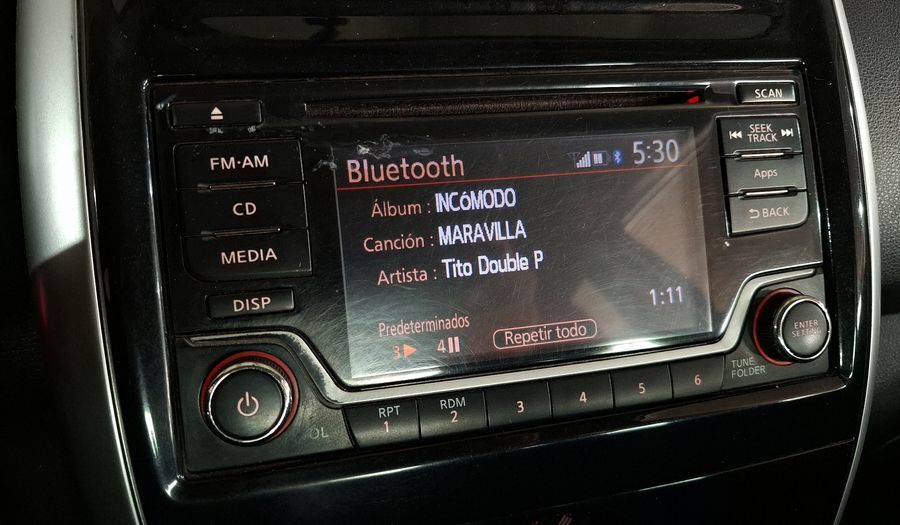 SCAN
FM·AM
CD
MEDIA
DISP
Bluetooth 5:30
Álbum : INCóMODO
Canción : MARAVILLA
Artista : Tito Double P
1:11
Predeterminados
3 4
Repetir todo
SEEK
TRACK
Apps
BACK
ENTER
TUNE
FOLDER
OL
RPT
1
RDM
2
3
4
5
6